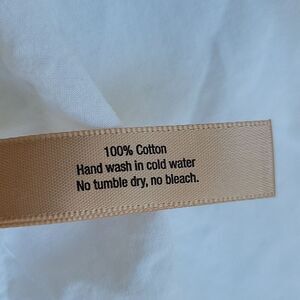 100% Cotton
Hand wash in cold water
No tumble dry, no bleach.